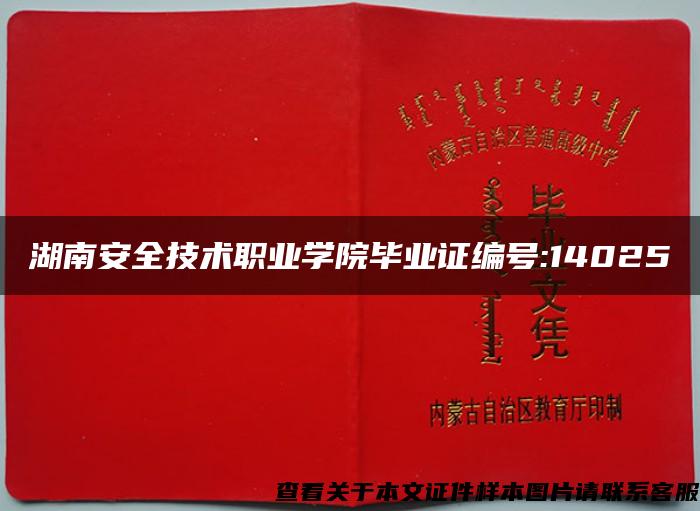 内蒙古自治区普通高级中学
毕业文凭
湖南安全技术职业学院毕业证编号:14025
内蒙古自治区教育厅印制
查看关于本文证件样本图片请联系客服